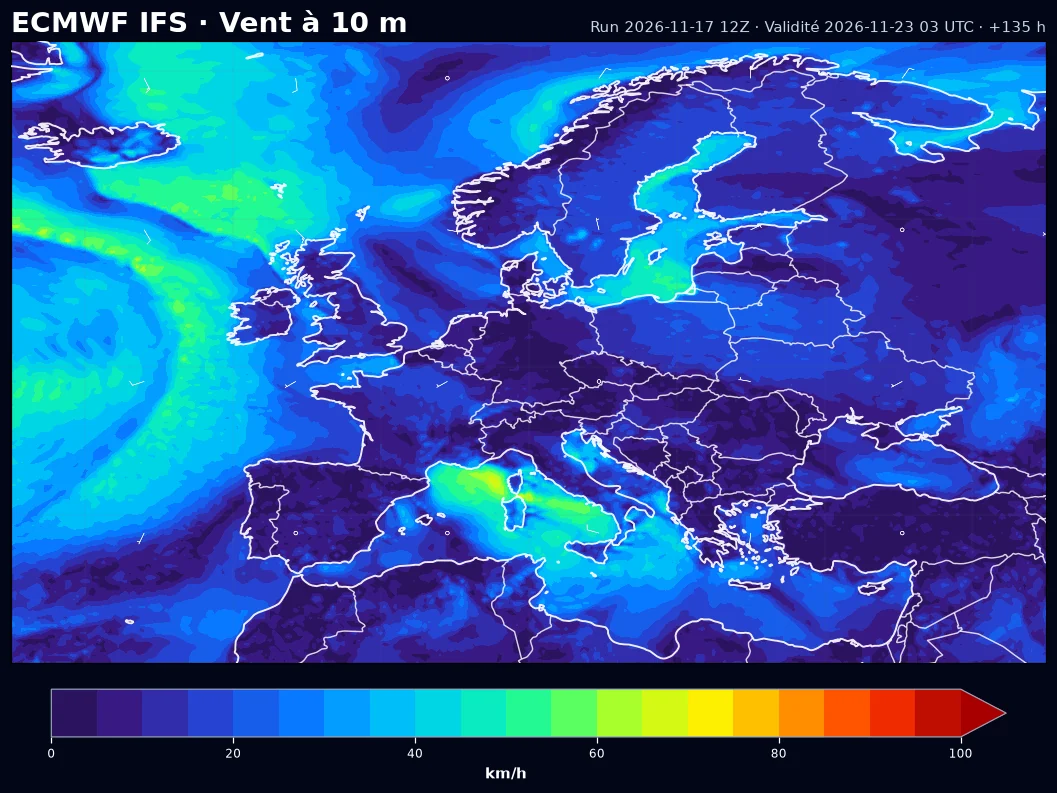 ECMWF IFS · Vent à 10 m
Run 2026-11-17 12Z · Validité 2026-11-23 03 UTC · +135 h
0 20 40 60 80 100
km/h